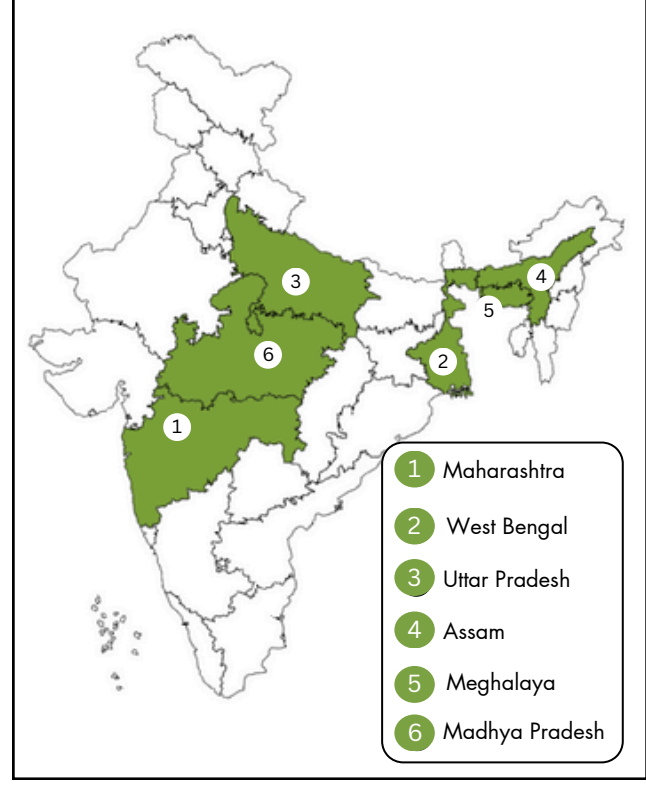 3
4
5
6
2
1
1 Maharashtra
2 West Bengal
3 Uttar Pradesh
4 Assam
5 Meghalaya
6 Madhya Pradesh